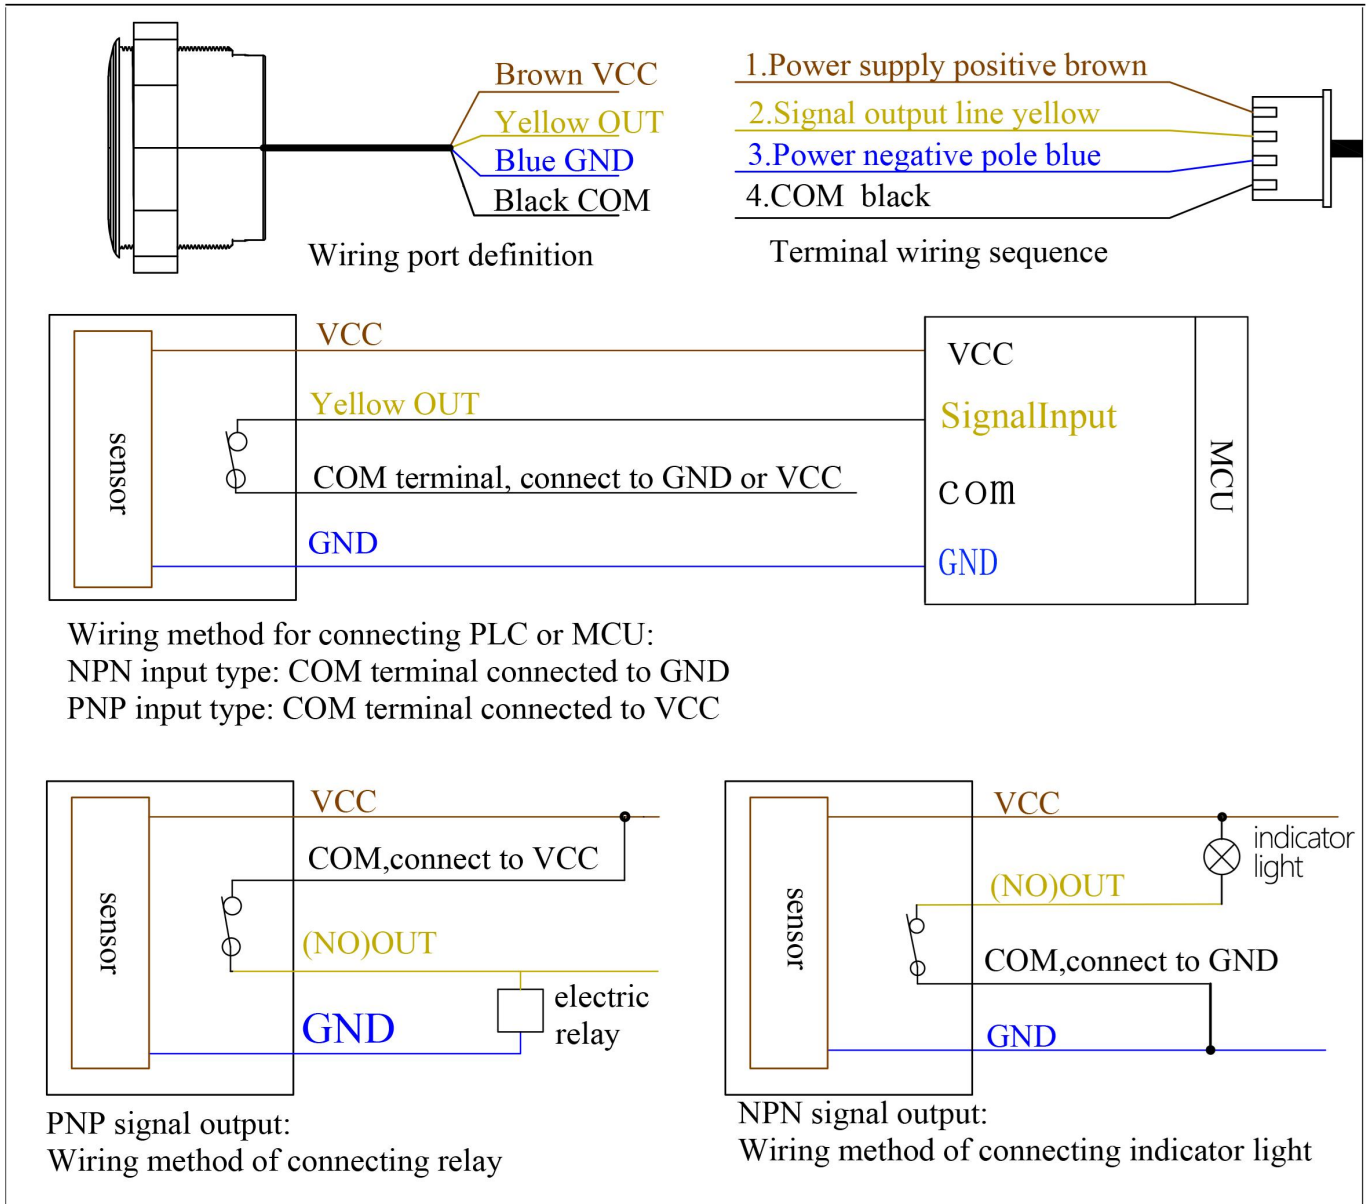 Brown VCC
Yellow OUT
Blue GND
Black COM
Wiring port definition
1.Power supply positive brown
2.Signal output line yellow
3.Power negative pole blue
4.COM black
Terminal wiring sequence
sensor
VCC
Yellow OUT
COM terminal, connect to GND or VCC
GND
VCC
SignalInput
com
GND
MCU
Wiring method for connecting PLC or MCU:
NPN input type: COM terminal connected to GND
PNP input type: COM terminal connected to VCC
sensor
VCC
COM,connect to VCC
(NO)OUT
GND
electric
relay
PNP signal output:
Wiring method of connecting relay
sensor
VCC
indicator
light
(NO)OUT
COM,connect to GND
GND
NPN signal output:
Wiring method of connecting indicator light